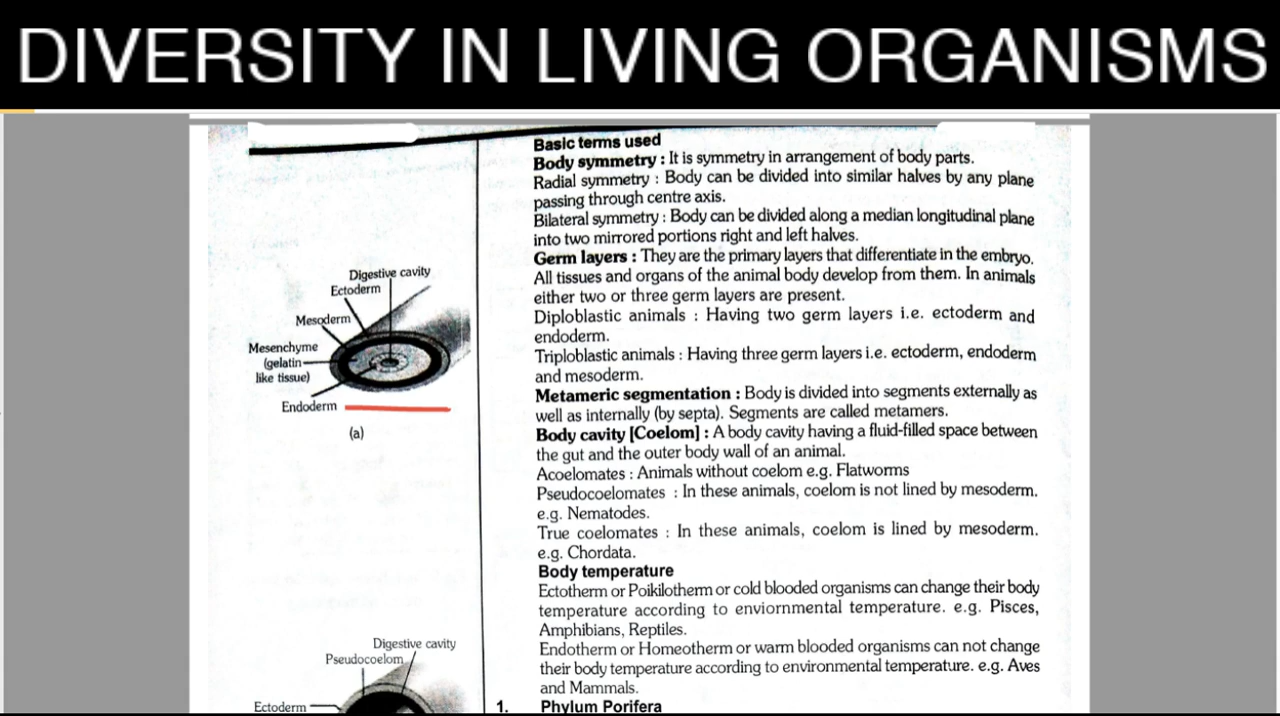 DIVERSITY IN LIVING ORGANISMS
Digestive cavity
Ectoderm
Mesoderm
Mesenchyme
(gelatin
like tissue)
Endoderm
(a)
Digestive cavity
Pseudocoelom
Ectoderm
Basic terms used
Body symmetry : It is symmetry in arrangement of body parts.
Radial symmetry : Body can be divided into similar halves by any plane
passing through centre axis.
Bilateral symmetry : Body can be divided along a median longitudinal plane
into two mirrored portions right and left halves.
Germ layers : They are the primary layers that differentiate in the embryo.
All tissues and organs of the animal body develop from them. In animals
either two or three germ layers are present.
Diploblastic animals : Having two germ layers i.e. ectoderm and
endoderm.
Triploblastic animals : Having three germ layers i.e. ectoderm, endoderm
and mesoderm.
Metameric segmentation : Body is divided into segments externally as
well as internally (by septa). Segments are called metamers.
Body cavity [Coelom] : A body cavity having a fluid-filled space between
the gut and the outer body wall of an animal.
Acoelomates : Animals without coelom e.g. Flatworms
Pseudocoelomates : In these animals, coelom is not lined by mesoderm.
e.g. Nematodes.
True coelomates : In these animals, coelom is lined by mesoderm.
e.g. Chordata.
Body temperature
Ectotherm or Poikilotherm or cold blooded organisms can change their body
temperature according to enviornmental temperature. e.g. Pisces,
Amphibians, Reptiles.
Endotherm or Homeotherm or warm blooded organisms can not change
their body temperature according to environmental temperature. e.g. Aves
and Mammals.
1. Phylum Porifera